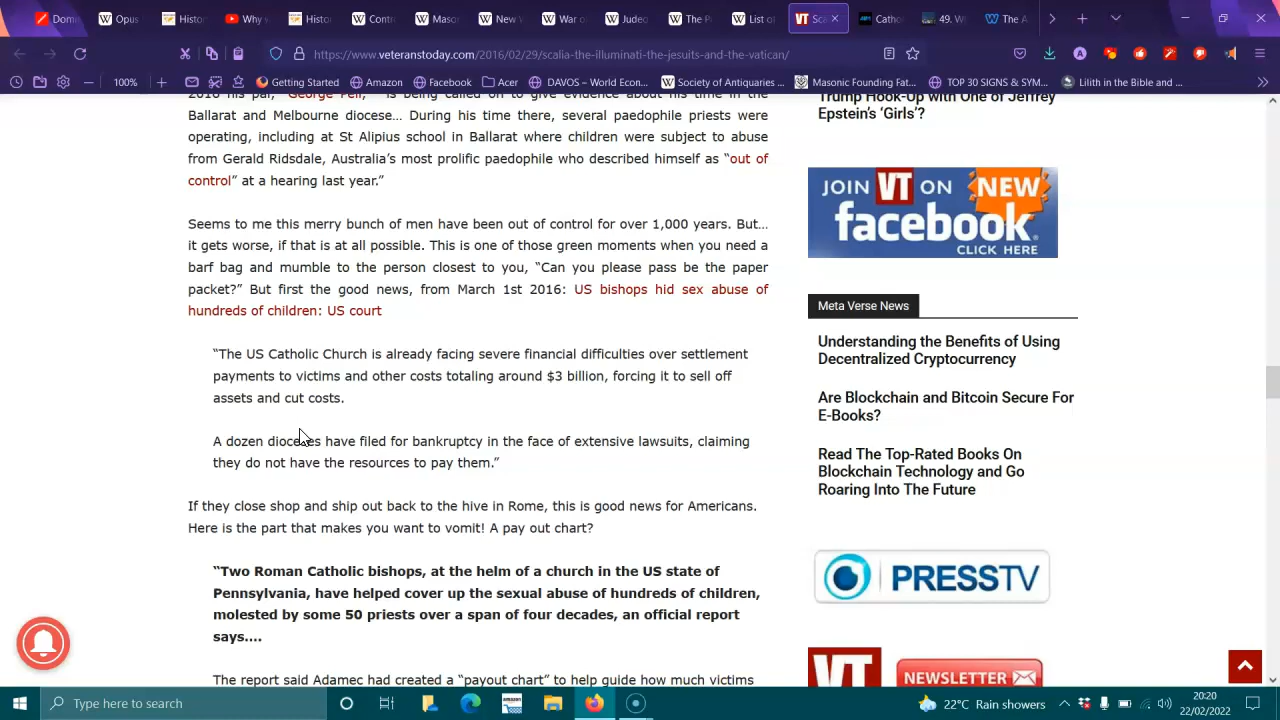 Domi
Opus
Histor
Why s
Histor
Contr
Masor
New V
War o
Judeo
The P
List of
Sca
Catho
49. W
The A
https://www.veteranstoday.com/2016/02/29/scalia-the-illuminati-the-jesuits-and-the-vatican/
100%
Getting Started
Amazon
Facebook
Acer
DAVOS – World Econ...
Society of Antiquaries ...
Masonic Founding Fat...
TOP 30 SIGNS & SYM...
Lilith in the Bible and ...
2016 his pal, “George Pell,” is being called on to give evidence about his time in the
Ballarat and Melbourne diocese… During his time there, several paedophile priests were
operating, including at St Alipius school in Ballarat where children were subject to abuse
from Gerald Ridsdale, Australia’s most prolific paedophile who described himself as “out of
control” at a hearing last year.”
Seems to me this merry bunch of men have been out of control for over 1,000 years. But…
it gets worse, if that is at all possible. This is one of those green moments when you need a
barf bag and mumble to the person closest to you, “Can you please pass be the paper
packet?” But first the good news, from March 1st 2016: US bishops hid sex abuse of
hundreds of children: US court
“The US Catholic Church is already facing severe financial difficulties over settlement
payments to victims and other costs totaling around $3 billion, forcing it to sell off
assets and cut costs.
A dozen dioceses have filed for bankruptcy in the face of extensive lawsuits, claiming
they do not have the resources to pay them.”
If they close shop and ship out back to the hive in Rome, this is good news for Americans.
Here is the part that makes you want to vomit! A pay out chart?
“Two Roman Catholic bishops, at the helm of a church in the US state of
Pennsylvania, have helped cover up the sexual abuse of hundreds of children,
molested by some 50 priests over a span of four decades, an official report
says….
The report said Adamec had created a “payout chart” to help guide how much victims
Trump Hook-Up with One of Jeffrey
Epstein’s ‘Girls’?
JOIN VT ON NEW
facebook
CLICK HERE
Meta Verse News
Understanding the Benefits of Using
Decentralized Cryptocurrency
Are Blockchain and Bitcoin Secure For
E-Books?
Read The Top-Rated Books On
Blockchain Technology and Go
Roaring Into The Future
PRESSTV
VT
NEWSLETTER
Type here to search
22°C Rain showers
20:20
22/02/2022